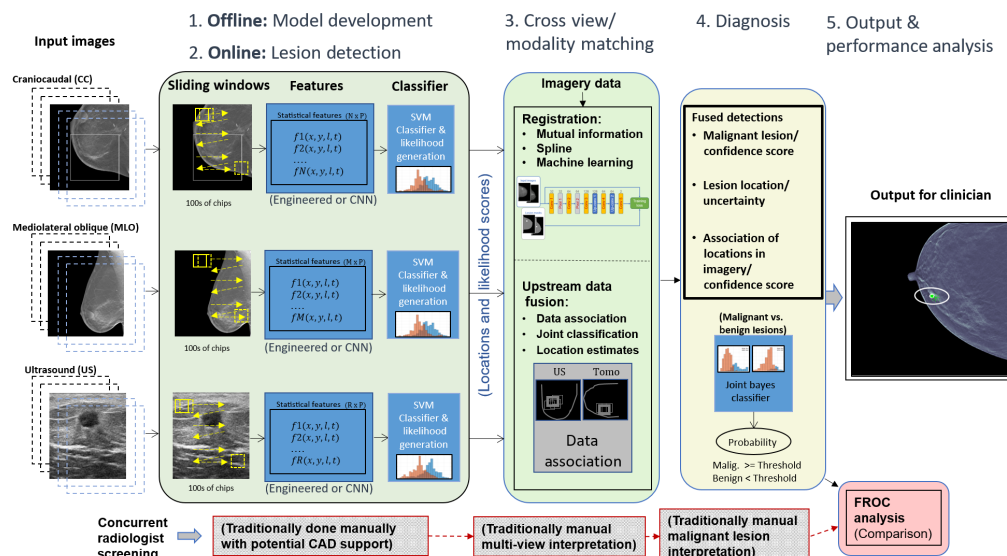 1. Offline: Model development
2. Online: Lesion detection
3. Cross view/
modality matching
4. Diagnosis
5. Output &
performance analysis
Input images
Craniocaudal (CC)
Mediolateral oblique (MLO)
Ultrasound (US)
Sliding windows
Features
Classifier
100s of chips
Statistical features (N x P)
f1(x, y, l, t)
f2(x, y, l, t)
....
fN(x, y, l, t)
(Engineered or CNN)
SVM
Classifier &
likelihood
generation
100s of chips
Statistical features (M x P)
f1(x, y, l, t)
f2(x, y, l, t)
....
fM(x, y, l, t)
(Engineered or CNN)
SVM
Classifier &
likelihood
generation
100s of chips
Statistical features (R x P)
f1(x, y, l, t)
f2(x, y, l, t)
....
fR(x, y, l, t)
(Engineered or CNN)
SVM
Classifier &
likelihood
generation
(Locations and likelihood scores)
Imagery data
Registration:
• Mutual information
• Spline
• Machine learning
Upstream data
fusion:
• Data association
• Joint classification
• Location estimates
US
Tomo
Data
association
Fused detections
• Malignant lesion/
confidence score
• Lesion location/
uncertainty
• Association of
locations in
imagery/
confidence score
(Malignant vs.
benign lesions)
Joint bayes
classifier
Probability
Malig. >= Threshold
Benign < Threshold
Output for clinician
FROC
analysis
(Comparison)
Concurrent
radiologist
screening
(Traditionally done manually
with potential CAD support)
(Traditionally manual
multi-view interpretation)
(Traditionally manual
malignant lesion
interpretation)